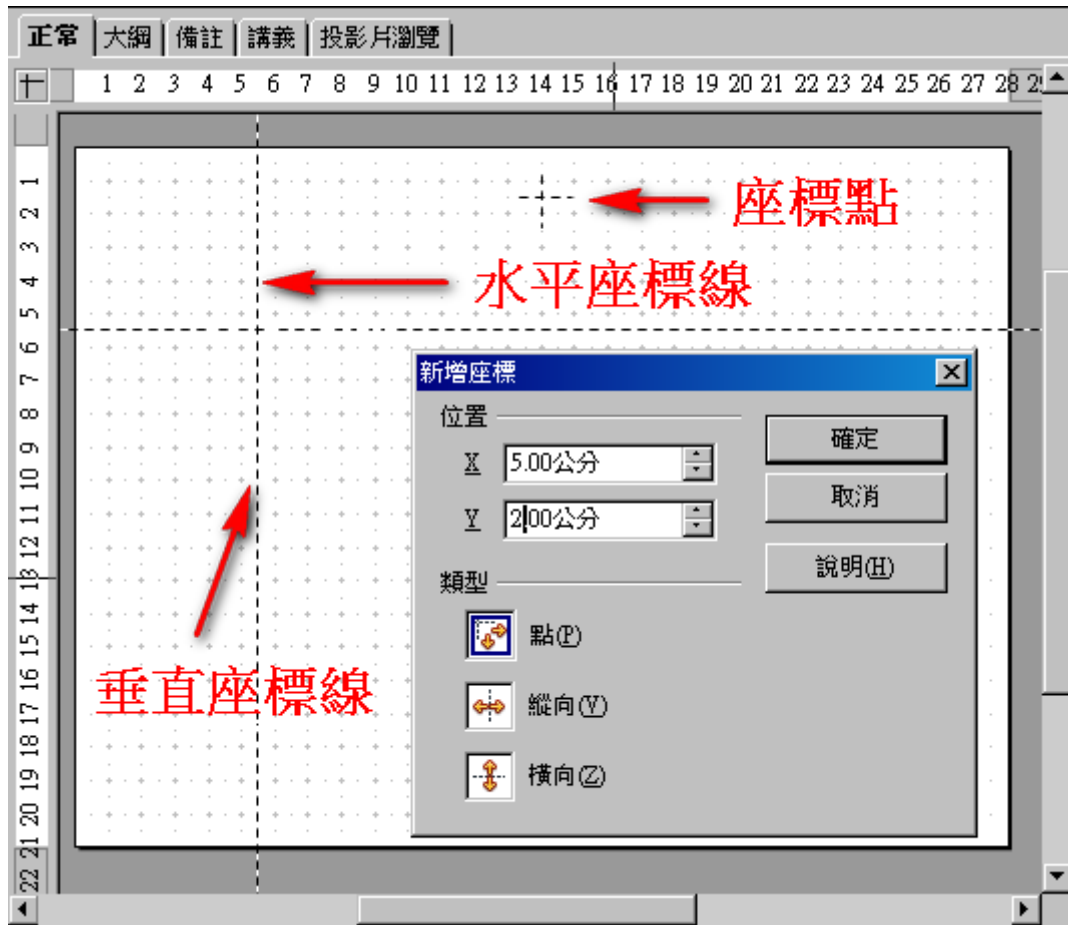 正常 大綱 備註 講義 投影片瀏覽
1 2 3 4 5 6 7 8 9 10 11 12 13 14 15 16 17 18 19 20 21 22 23 24 25 26 27 28
1 2 3 4 5 6 7 8 9 10 11 12 13 14 15 16 17 18 19 20 21 22
座標點
水平座標線
垂直座標線
新增座標
位置
X 5.00公分
Y 2.00公分
類型
點(P)
縱向(V)
橫向(Z)
確定
取消
說明(H)